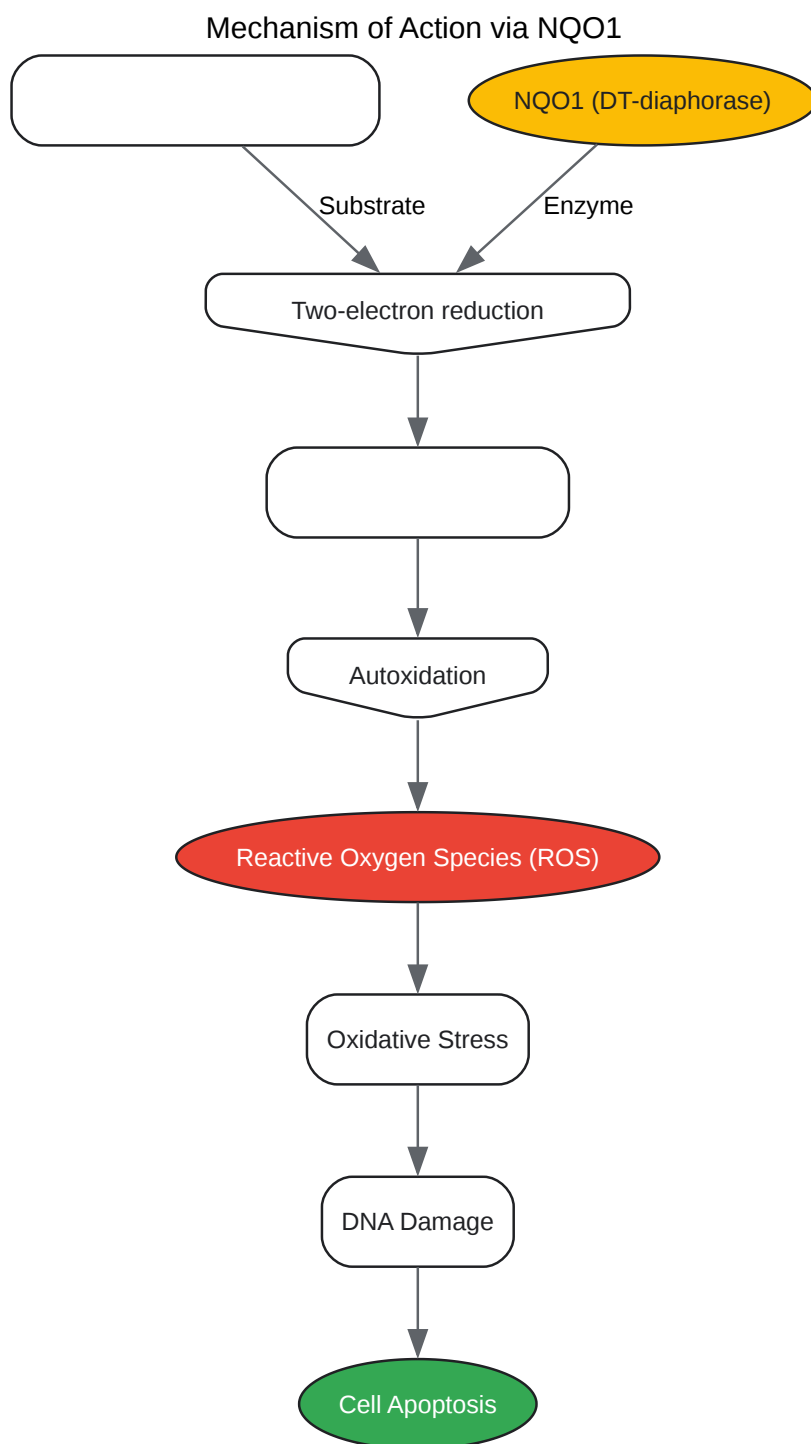 Mechanism of Action via NQO1
NQO1 (DT-diaphorase)
Substrate
Enzyme
Two-electron reduction
Autoxidation
Reactive Oxygen Species (ROS)
Oxidative Stress
DNA Damage
Cell Apoptosis